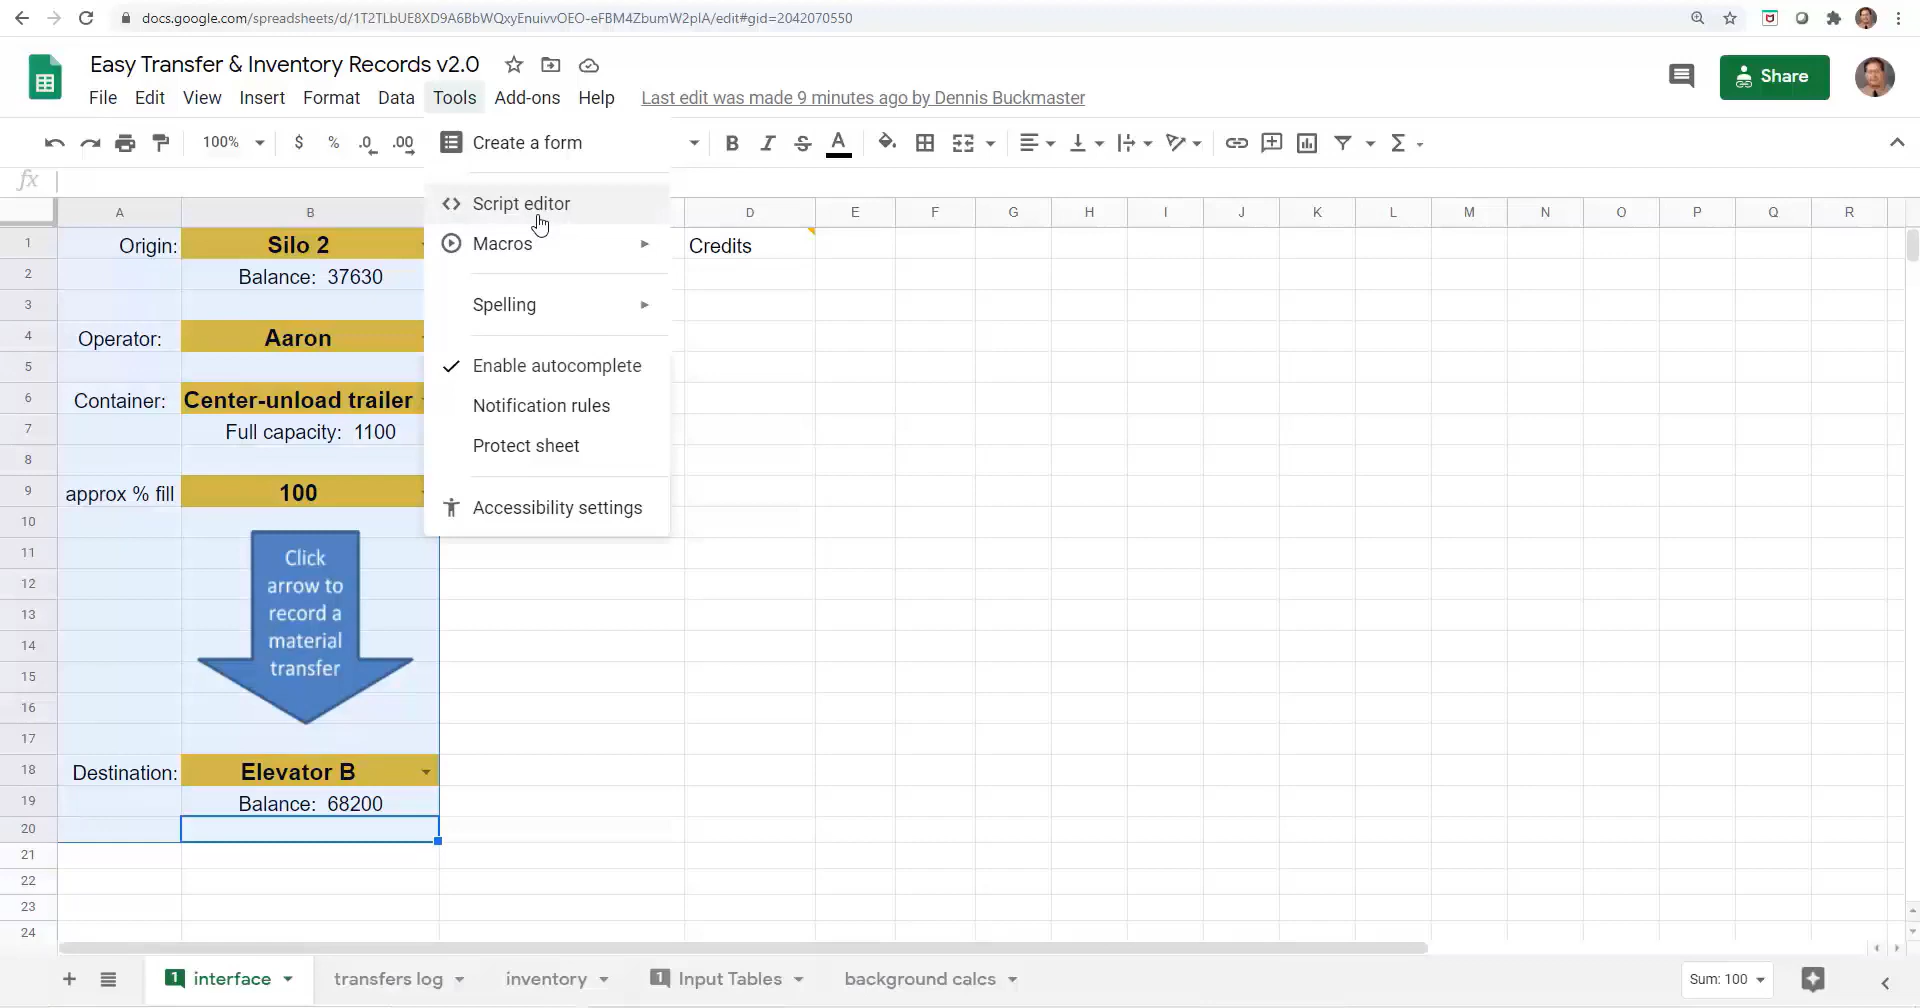 docs.google.com/spreadsheets/d/1T2TLbUE8XD9A6BbWQxyEnuivvOEO-eFBM4ZbumW2plA/edit#gid=2042070550
Easy Transfer & Inventory Records v2.0
Share
File Edit View Insert Format Data Tools Add-ons Help Last edit was made 9 minutes ago by Dennis Buckmaster
100% $ % .0 .00 B I S A Σ
Create a form
fx
Script editor
Macros
Spelling
Enable autocomplete
Notification rules
Protect sheet
Accessibility settings
A B D E F G H I J K L M N O P Q R
1 Origin: Silo 2 Credits
2 Balance: 37630
3
4 Operator: Aaron
5
6 Container: Center-unload trailer
7 Full capacity: 1100
8
9 approx % fill 100
10
11
12
13
14
15
16
17
Click
arrow to
record a
material
transfer
18 Destination: Elevator B
19 Balance: 68200
20
21
22
23
24
1 interface transfers log inventory 1 Input Tables background calcs Sum: 100